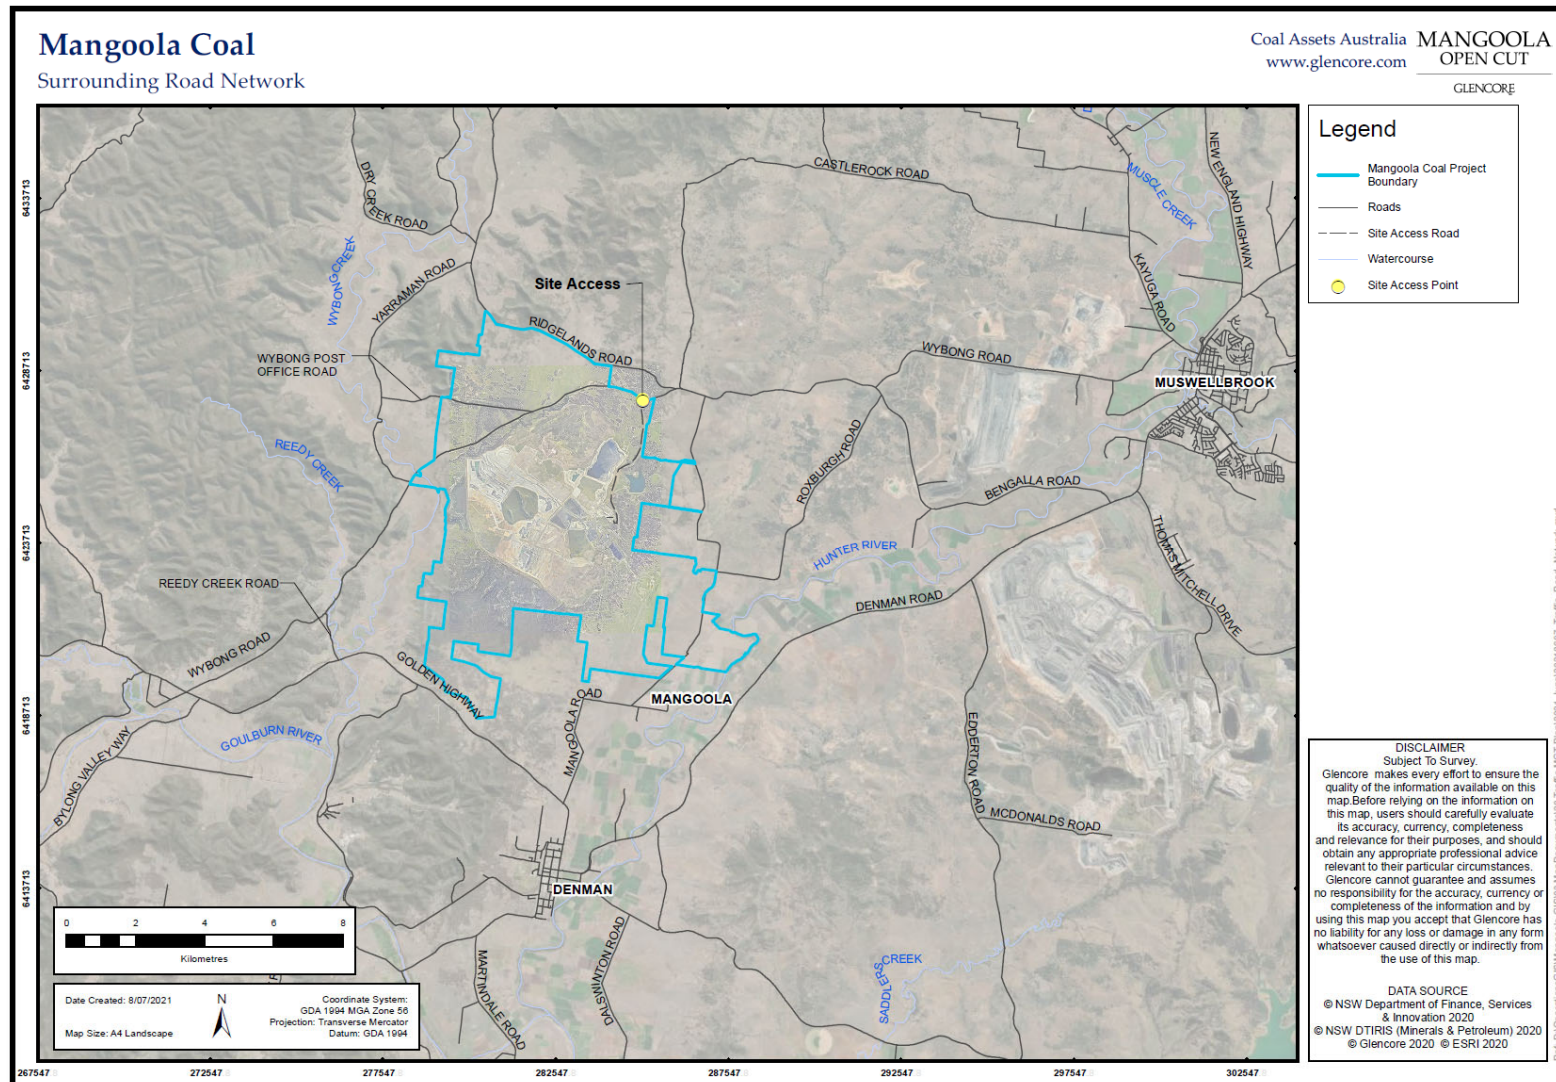 Mangoola Coal
Surrounding Road Network
Coal Assets Australia
www.glencore.com
MANGOOLA
OPEN CUT
GLENCORE
Legend
Mangoola Coal Project
Boundary
Roads
Site Access Road
Watercourse
Site Access Point
6433713
6428713
6423713
6418713
6413713
DRY CREEK ROAD
CASTLEROCK ROAD
MUSCLE CREEK
NEW ENGLAND HIGHWAY
WYBONG CREEK
YARRAMAN ROAD
Site Access
KAYUGA ROAD
RIDGELANDS ROAD
WYBONG POST
OFFICE ROAD
WYBONG ROAD
MUSWELLBROOK
REEDY CREEK
ROXBURGH ROAD
BENGALLA ROAD
HUNTER RIVER
THOMAS MITCHELL DRIVE
REEDY CREEK ROAD
DENMAN ROAD
WYBONG ROAD
GOLDEN HIGHWAY
MANGOOLA
MANGOOLA ROAD
GOULBURN RIVER
BYLONG VALLEY WAY
EDDERTON ROAD
MCDONALDS ROAD
DENMAN
DALSWINTON ROAD
MARTINDALE ROAD
SADDLERS CREEK
0 2 4 6 8
Kilometres
Date Created: 8/07/2021
Map Size: A4 Landscape
N
Coordinate System:
GDA 1994 MGA Zone 56
Projection: Transverse Mercator
Datum: GDA 1994
267547
272547
277547
282547
287547
292547
297547
302547
DISCLAIMER
Subject To Survey.
Glencore makes every effort to ensure the
quality of the information available on this
map.Before relying on the information on
this map, users should carefully evaluate
its accuracy, currency, completeness
and relevance for their purposes, and should
obtain any appropriate professional advice
relevant to their particular circumstances.
Glencore cannot guarantee and assumes
no responsibility for the accuracy, currency or
completeness of the information and by
using this map you accept that Glencore has
no liability for any loss or damage in any form
whatsoever caused directly or indirectly from
the use of this map.
DATA SOURCE
© NSW Department of Finance, Services
& Innovation 2020
© NSW DTIRIS (Minerals & Petroleum) 2020
© Glencore 2020 © ESRI 2020